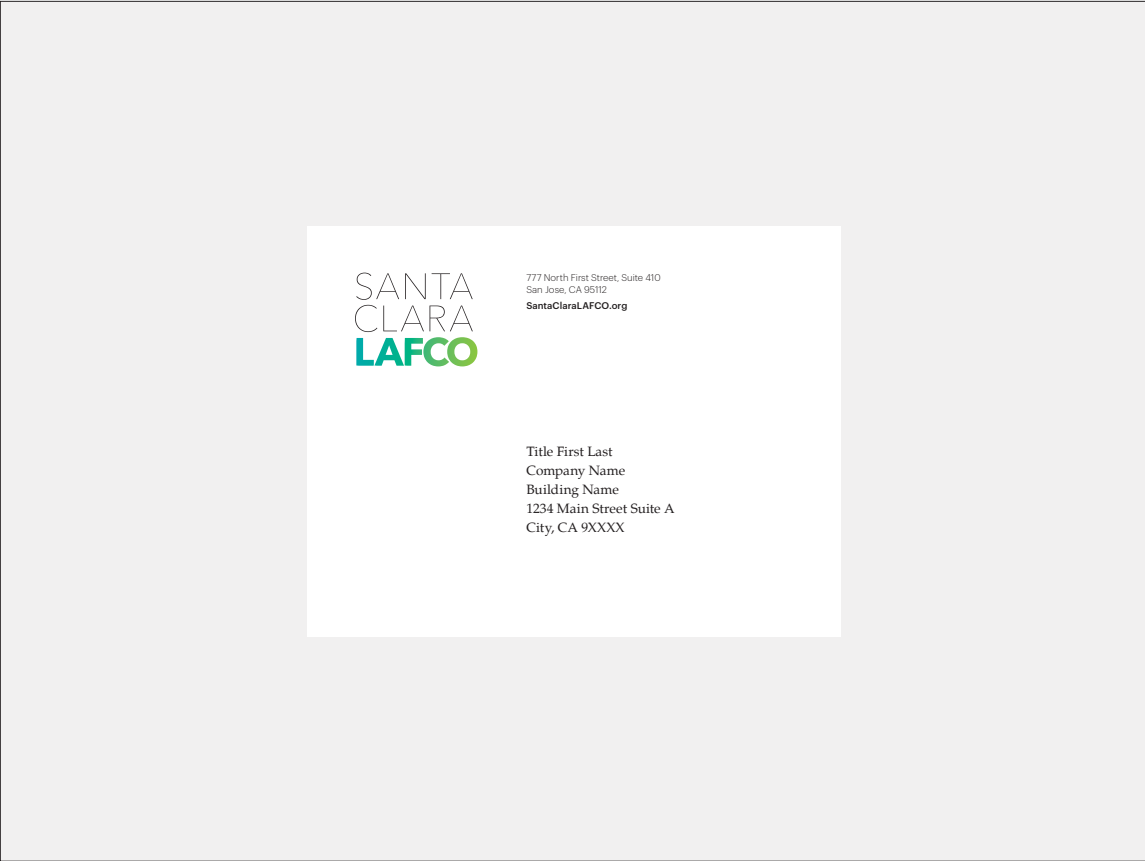 SANTA
CLARA
LAFCO
777 North First Street, Suite 410
San Jose, CA 95112
SantaClaraLAFCO.org
Title First Last
Company Name
Building Name
1234 Main Street Suite A
City, CA 9XXXX